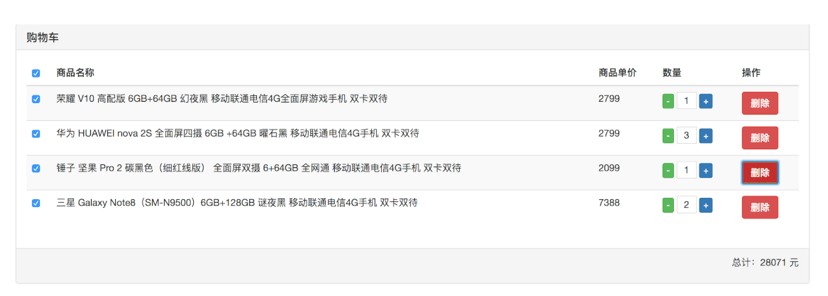 购物车
商品名称 商品单价 数量 操作
荣耀 V10 高配版 6GB+64GB 幻夜黑 移动联通电信4G全面屏游戏手机 双卡双待 2799 - 1 + 删除
华为 HUAWEI nova 2S 全面屏四摄 6GB +64GB 曜石黑 移动联通电信4G手机 双卡双待 2799 - 3 + 删除
锤子 坚果 Pro 2 碳黑色（细红线版） 全面屏双摄 6+64GB 全网通 移动联通电信4G手机 双卡双待 2099 - 1 + 删除
三星 Galaxy Note8（SM-N9500）6GB+128GB 谜夜黑 移动联通电信4G手机 双卡双待 7388 - 2 + 删除
总计：28071 元